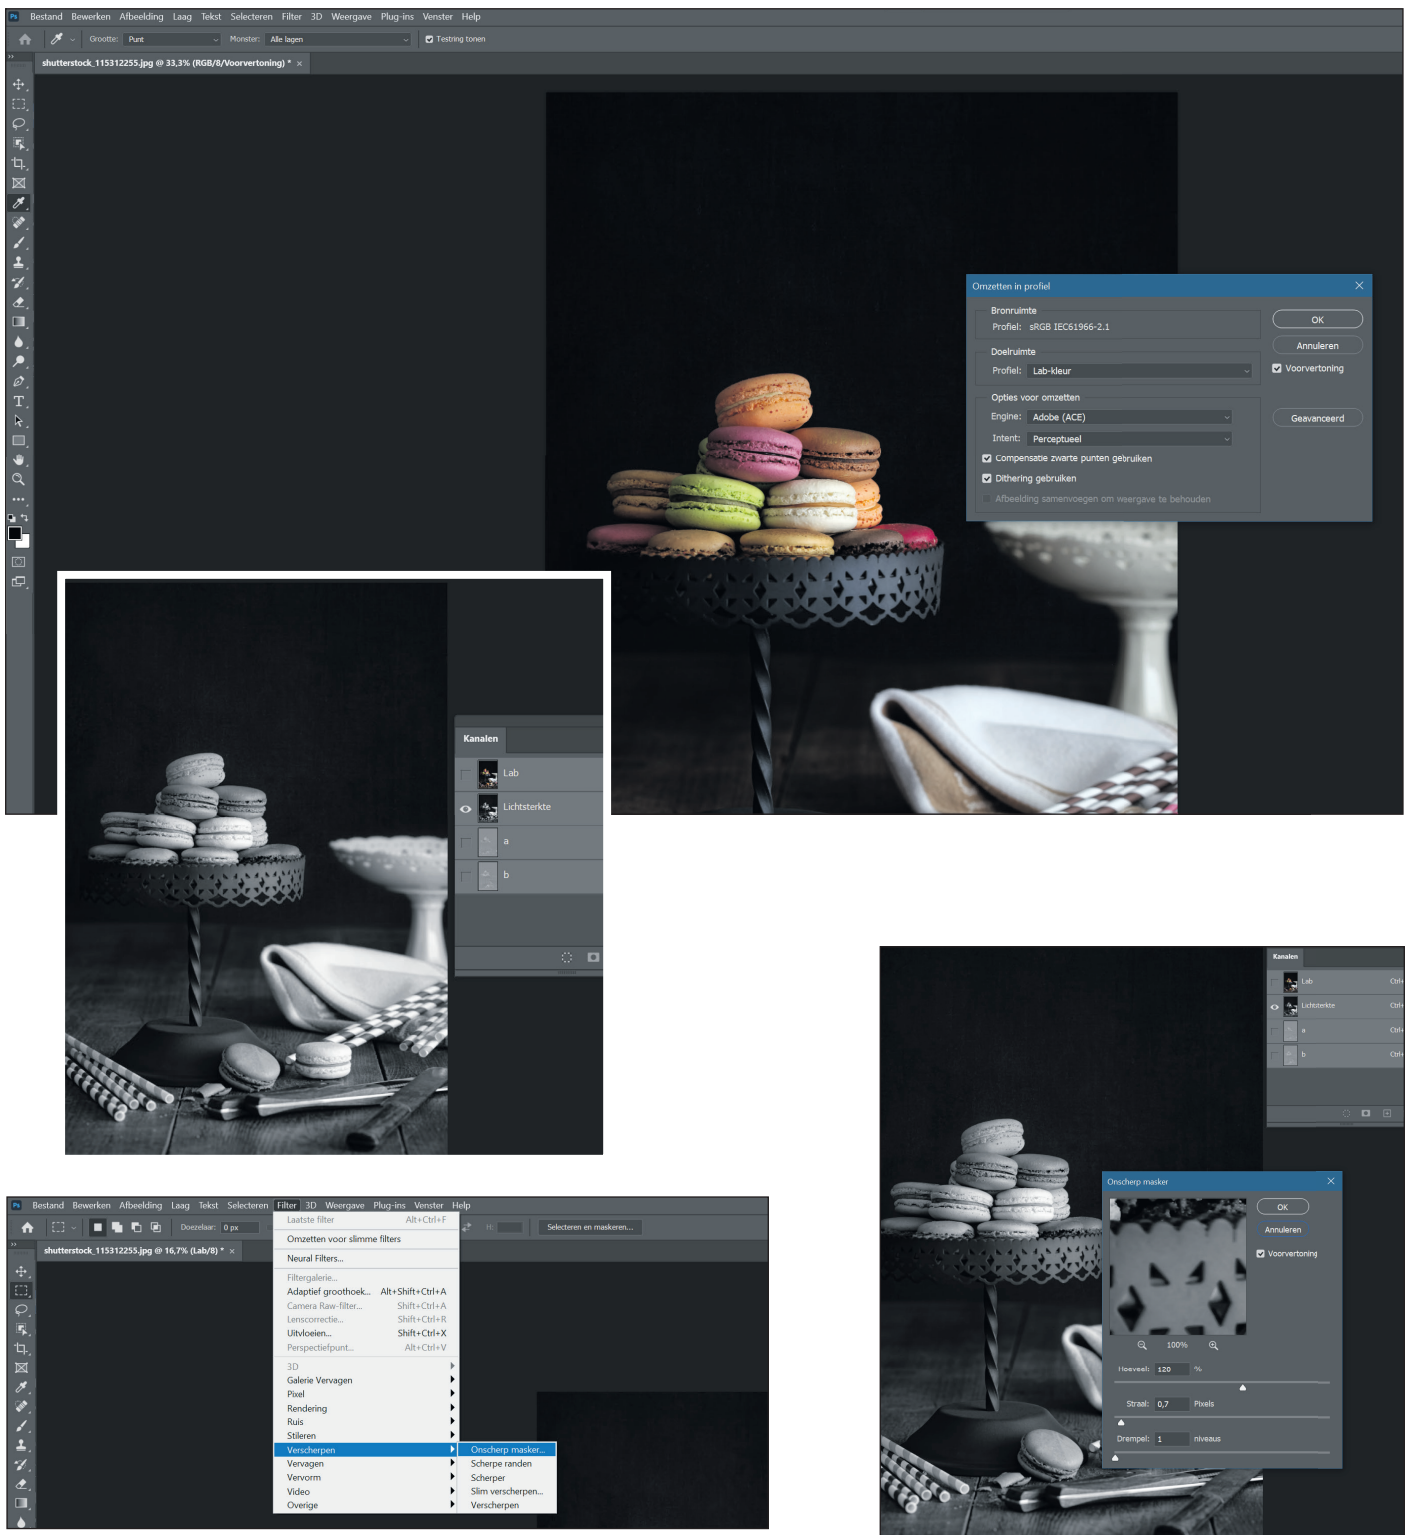 Ps Bestand Bewerken Afbeelding Laag Tekst Selecteren Filter 3D Weergave Plug-ins Venster Help
Grootte: Punt Monster: Alle lagen Testring tonen
shutterstock_115312255.jpg @ 33,3% (RGB/8/Voorvertoning) * ×
Omzetten in profiel
Bronruimte
Profiel: sRGB IEC61966-2.1
OK
Annuleren
Doelruimte
Profiel: Lab-kleur
Voorvertoning
Opties voor omzetten
Engine: Adobe (ACE)
Geavanceerd
Intent: Perceptueel
Compensatie zwarte punten gebruiken
Dithering gebruiken
Afbeelding samenvoegen om weergave te behouden
Kanalen
Lab
Lichtsterkte
a
b
Kanalen
Lab Ctrl+
Lichtsterkte Ctrl+
a Ctrl+
b Ctrl+
Onscherp masker
OK
Annuleren
Voorvertoning
100%
Hoeveel: 120 %
Straal: 0,7 Pixels
Drempel: 1 niveaus
Ps Bestand Bewerken Afbeelding Laag Tekst Selecteren Filter 3D Weergave Plug-ins Venster Help
Doezelaar: 0 px H: Selecteren en maskeren...
shutterstock_115312255.jpg @ 16,7% (Lab/8) * ×
Laatste filter Alt+Ctrl+F
Omzetten voor slimme filters
Neural Filters...
Filtergalerie...
Adaptief groothoek... Alt+Shift+Ctrl+A
Camera Raw-filter... Shift+Ctrl+A
Lenscorrectie... Shift+Ctrl+R
Uitvloeien... Shift+Ctrl+X
Perspectiefpunt... Alt+Ctrl+V
3D
Galerie Vervagen
Pixel
Rendering
Ruis
Stileren
Verscherpen
Vervagen
Vervorm
Video
Overige
Onscherp masker...
Scherpe randen
Scherper
Slim verscherpen...
Verscherpen